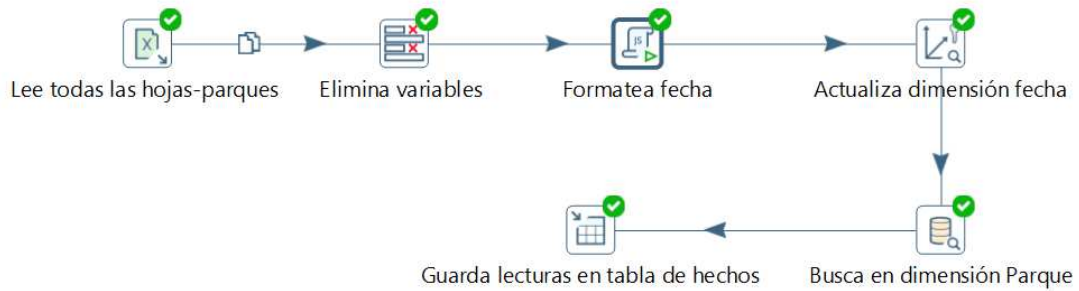 Lee todas las hojas-parques
Elimina variables
Formatea fecha
Actualiza dimensión fecha
Guarda lecturas en tabla de hechos
Busca en dimensión Parque